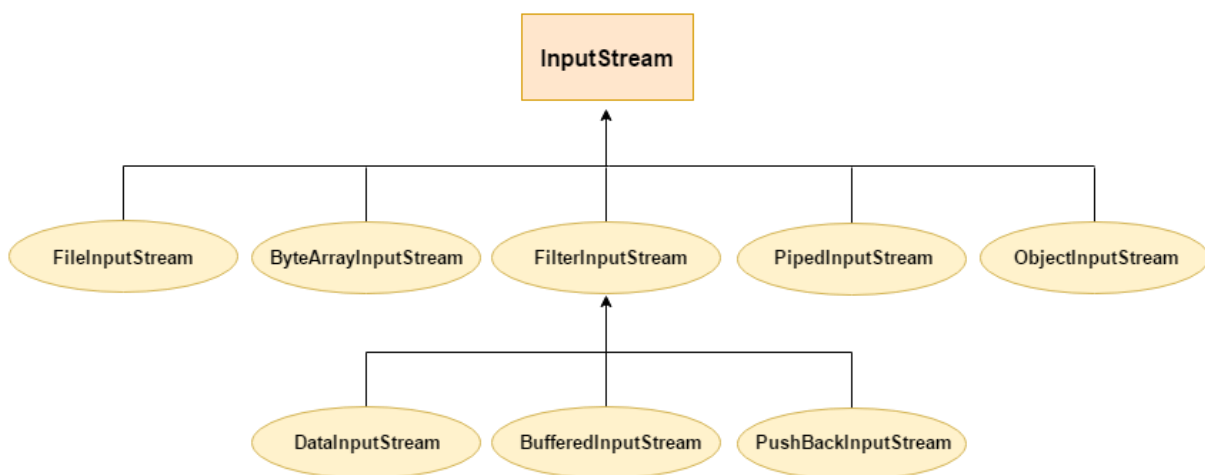 InputStream
FileInputStream
ByteArrayInputStream
FilterInputStream
PipedInputStream
ObjectInputStream
DataInputStream
BufferedInputStream
PushBackInputStream